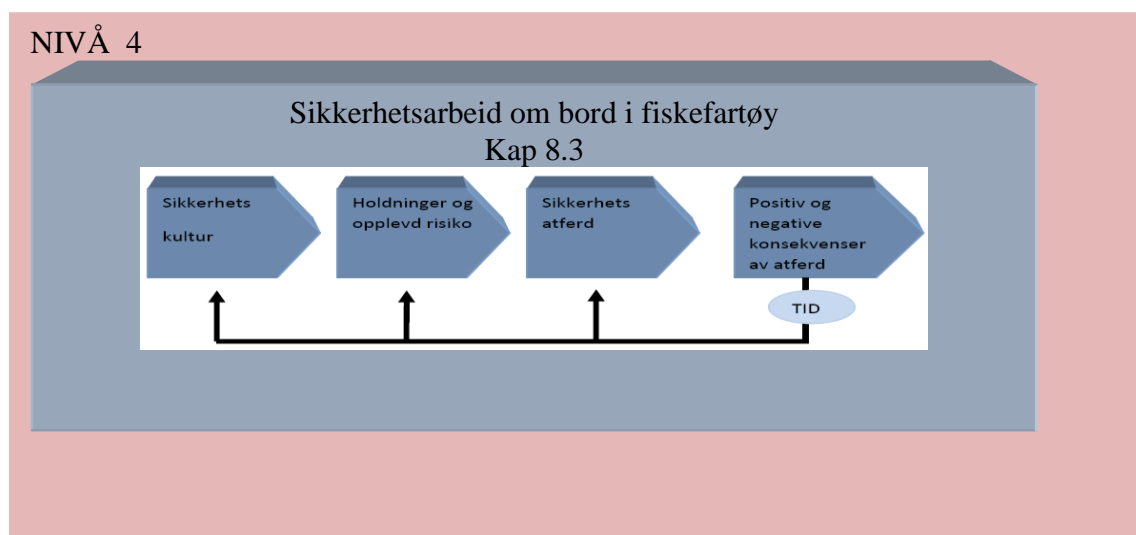 NIVÅ 4
Sikkerhetsarbeid om bord i fiskefartøy
Kap 8.3
Sikkerhets
kultur
Holdninger og
opplevd risiko
Sikkerhets
atferd
Positiv og
negative
konsekvenser
av atferd
TID